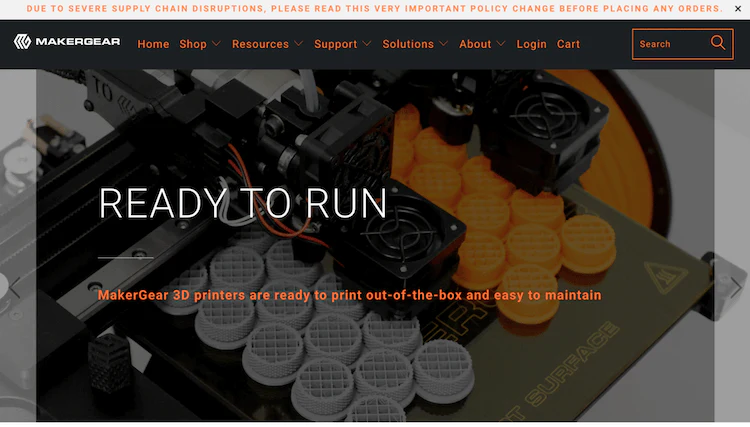 DUE TO SEVERE SUPPLY CHAIN DISRUPTIONS, PLEASE READ THIS VERY IMPORTANT POLICY CHANGE BEFORE PLACING ANY ORDERS.
MAKERGEAR Home Shop Resources Support Solutions About Login Cart Search
READY TO RUN
MakerGear 3D printers are ready to print out-of-the-box and easy to maintain
SURFACE